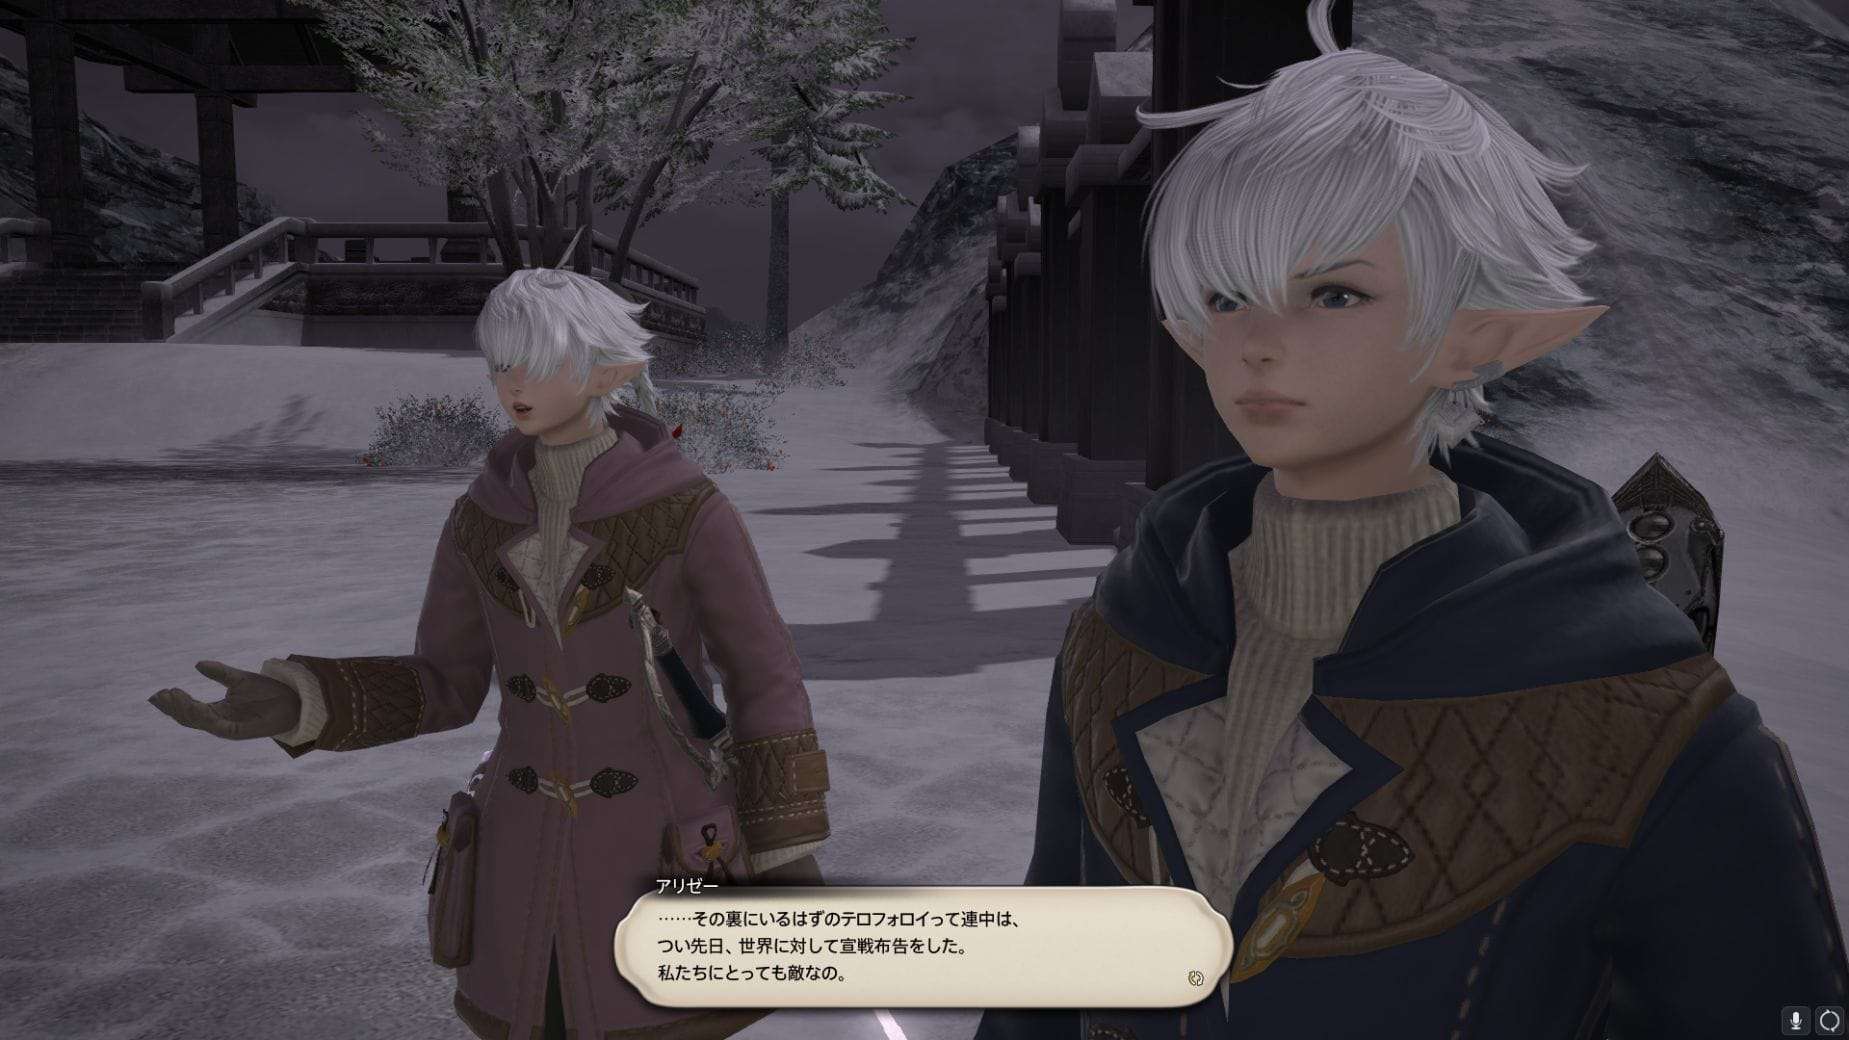 アリゼー
……その裏にいるはずのテロフォロイって連中は、
つい先日、世界に対して宣戦布告をした。
私たちにとっても敵なの。